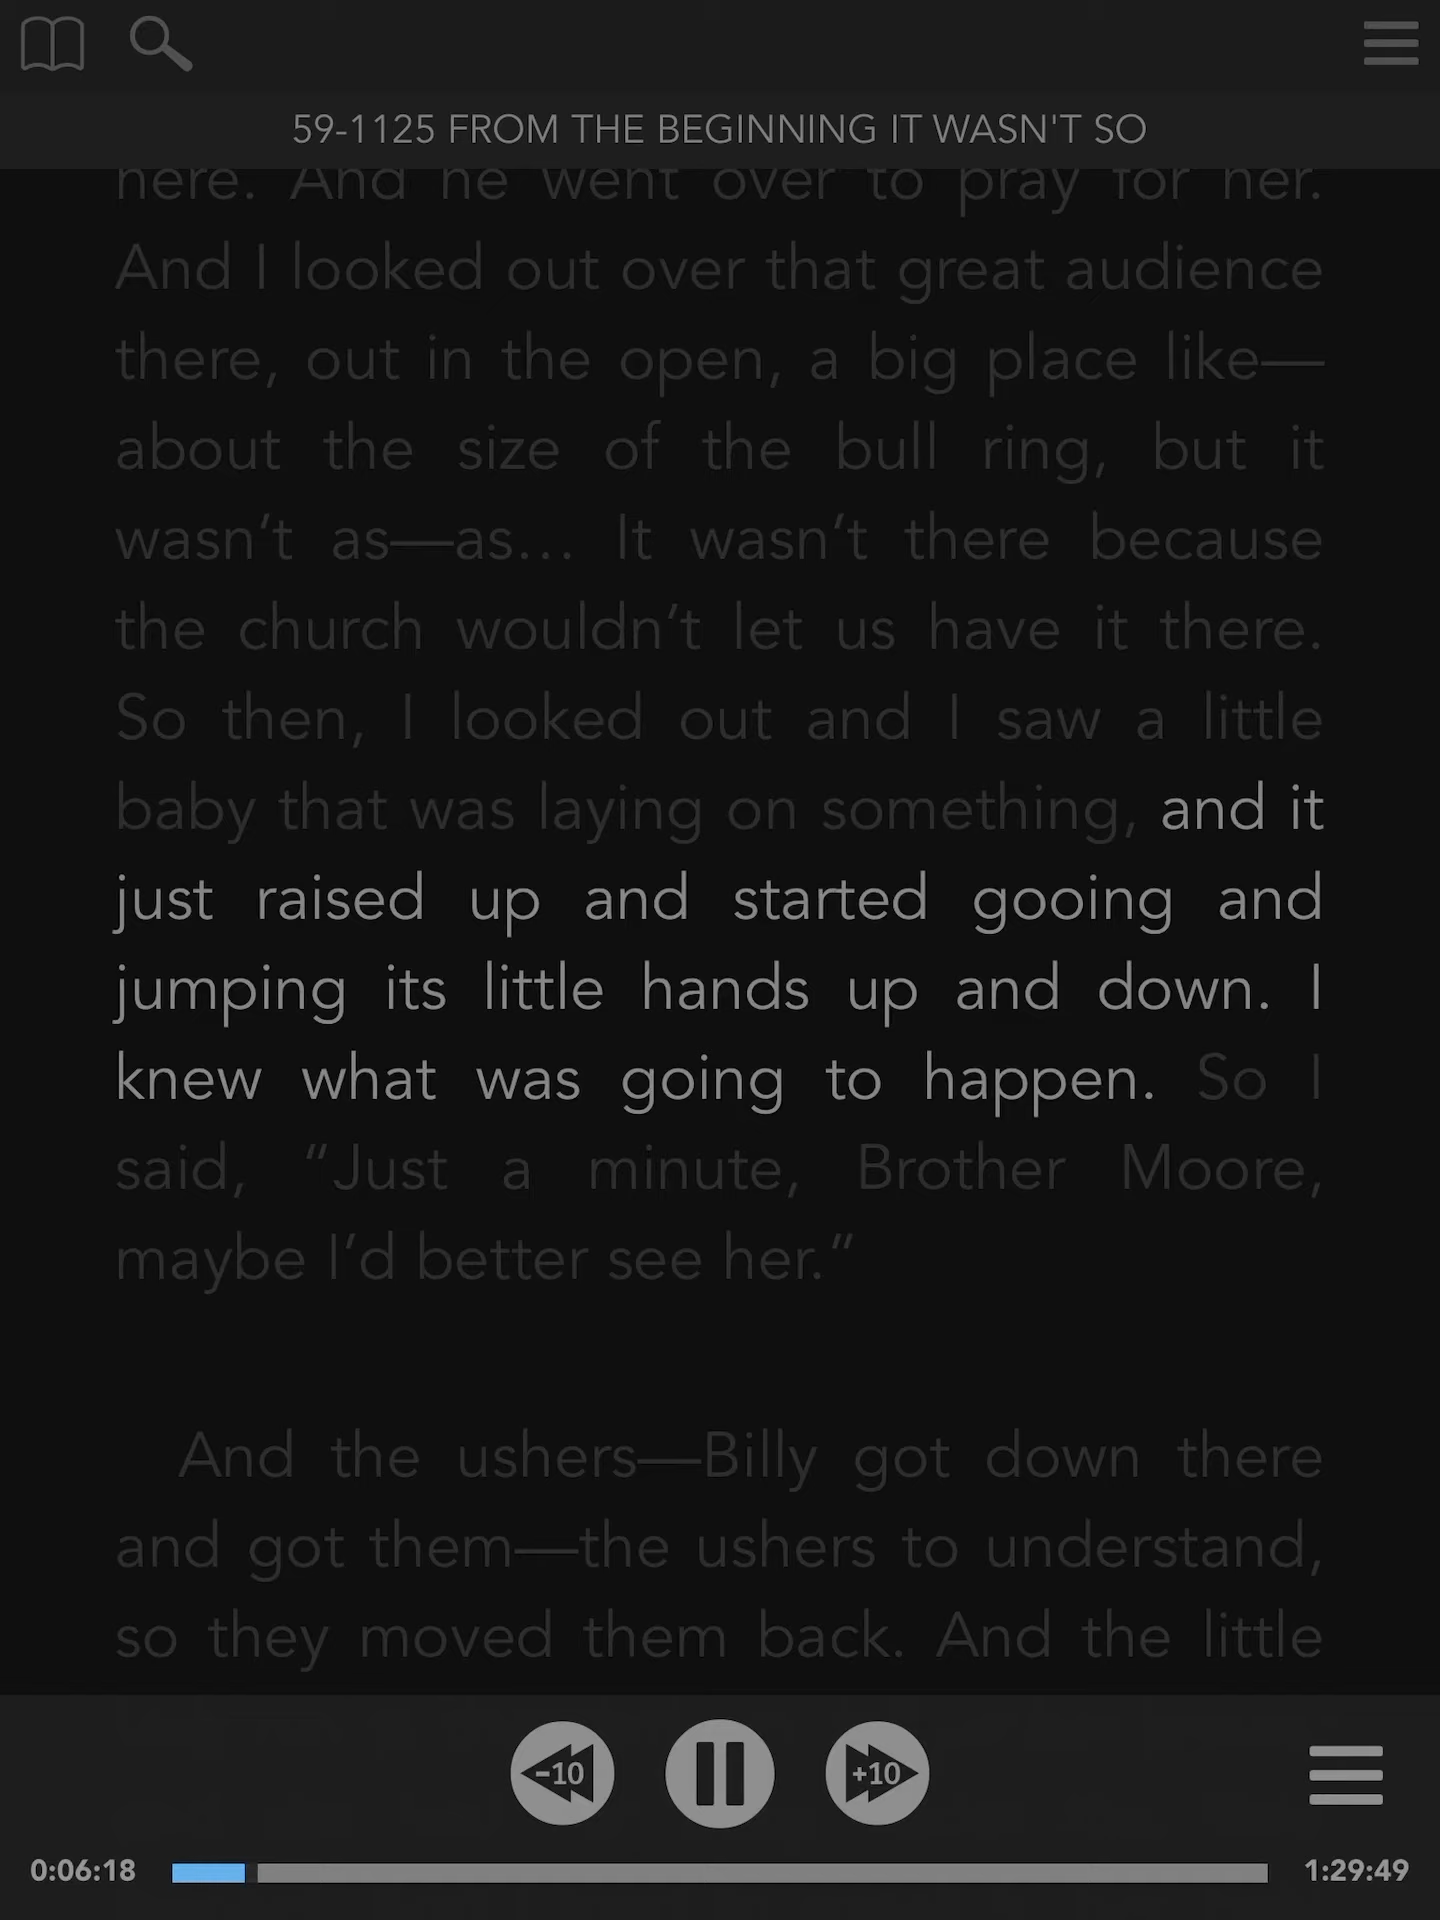 59-1125 FROM THE BEGINNING IT WASN'T SO
here. And he went over to pray for her.
And I looked out over that great audience
there, out in the open, a big place like—
about the size of the bull ring, but it
wasn’t as—as… It wasn’t there because
the church wouldn’t let us have it there.
So then, I looked out and I saw a little
baby that was laying on something, and it
just raised up and started gooing and
jumping its little hands up and down. I
knew what was going to happen. So I
said, “Just a minute, Brother Moore,
maybe I’d better see her.”
And the ushers—Billy got down there
and got them—the ushers to understand,
so they moved them back. And the little
-10 +10
0:06:18 1:29:49